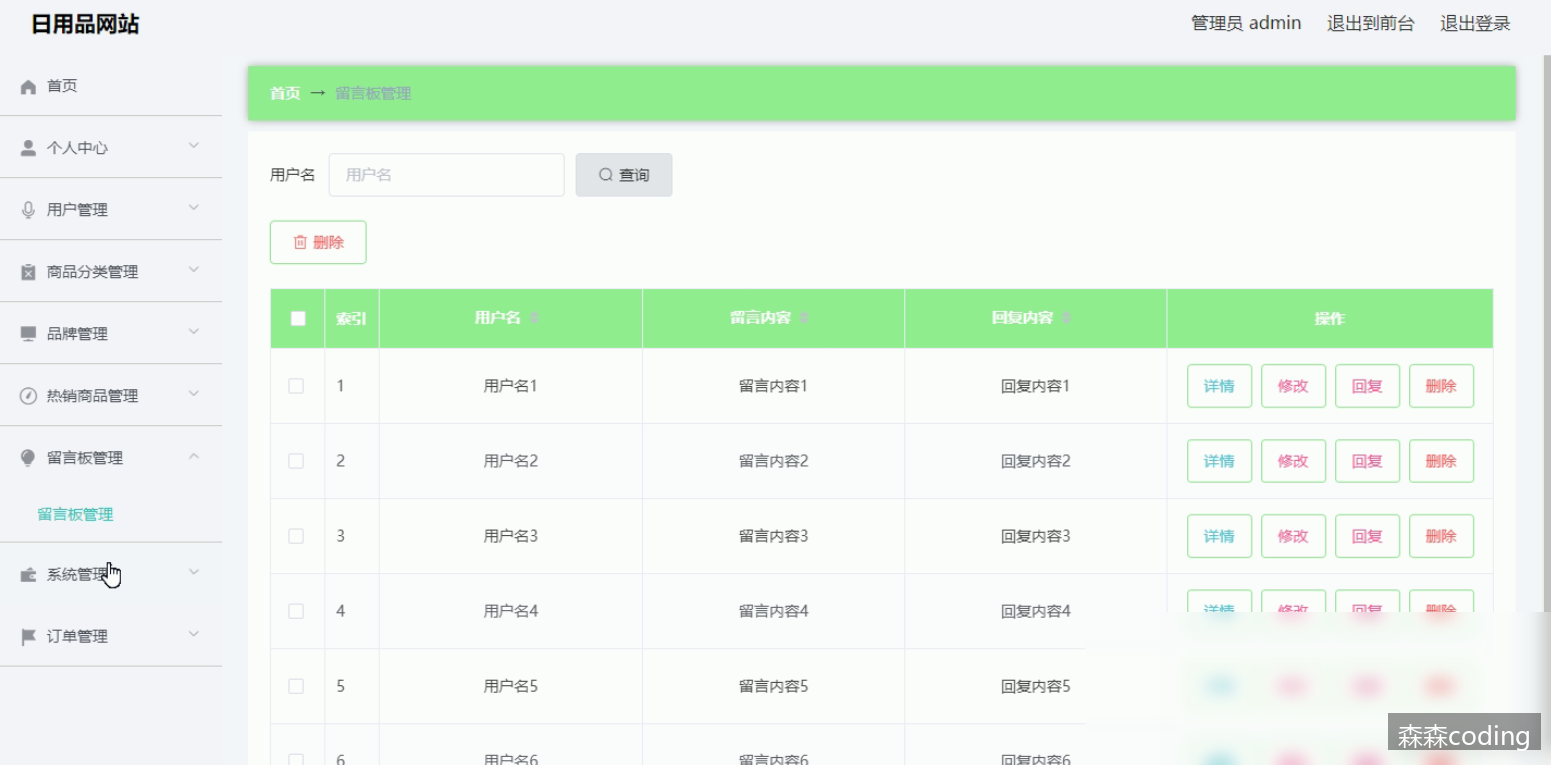 日用品网站
管理员 admin 退出到前台 退出登录
首页
个人中心
用户管理
商品分类管理
品牌管理
热销商品管理
留言板管理
留言板管理
系统管理
订单管理
首页 → 留言板管理
用户名 用户名 查询
删除
索引 用户名 留言内容 回复内容 操作
1 用户名1 留言内容1 回复内容1 详情 修改 回复 删除
2 用户名2 留言内容2 回复内容2 详情 修改 回复 删除
3 用户名3 留言内容3 回复内容3 详情 修改 回复 删除
4 用户名4 留言内容4 回复内容4 详情 修改 回复 删除
5 用户名5 留言内容5 回复内容5
6 用户名6 留言内容6 回复内容6
森森coding